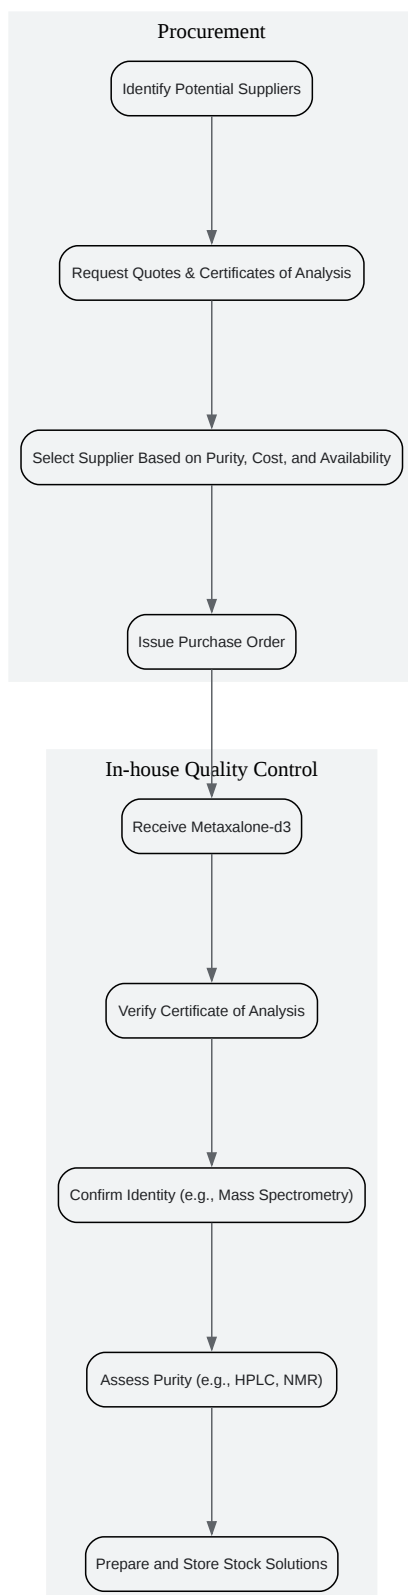 Procurement
Identify Potential Suppliers
Request Quotes & Certificates of Analysis
Select Supplier Based on Purity, Cost, and Availability
Issue Purchase Order
In-house Quality Control
Receive Metaxalone-d3
Verify Certificate of Analysis
Confirm Identity (e.g., Mass Spectrometry)
Assess Purity (e.g., HPLC, NMR)
Prepare and Store Stock Solutions